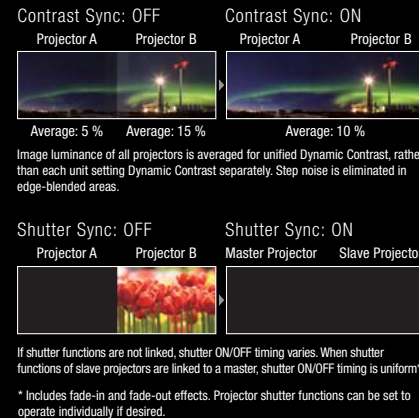 Contrast Sync: OFF Contrast Sync: ON
Projector A Projector B Projector A Projector B
Average: 5 % Average: 15 % Average: 10 %
Image luminance of all projectors is averaged for unified Dynamic Contrast, rathe
than each unit setting Dynamic Contrast separately. Step noise is eliminated in
edge-blended areas.
Shutter Sync: OFF Shutter Sync: ON
Projector A Projector B Master Projector Slave Projecto
If shutter functions are not linked, shutter ON/OFF timing varies. When shutter
functions of slave projectors are linked to a master, shutter ON/OFF timing is uniform*
* Includes fade-in and fade-out effects. Projector shutter functions can be set to
operate individually if desired.